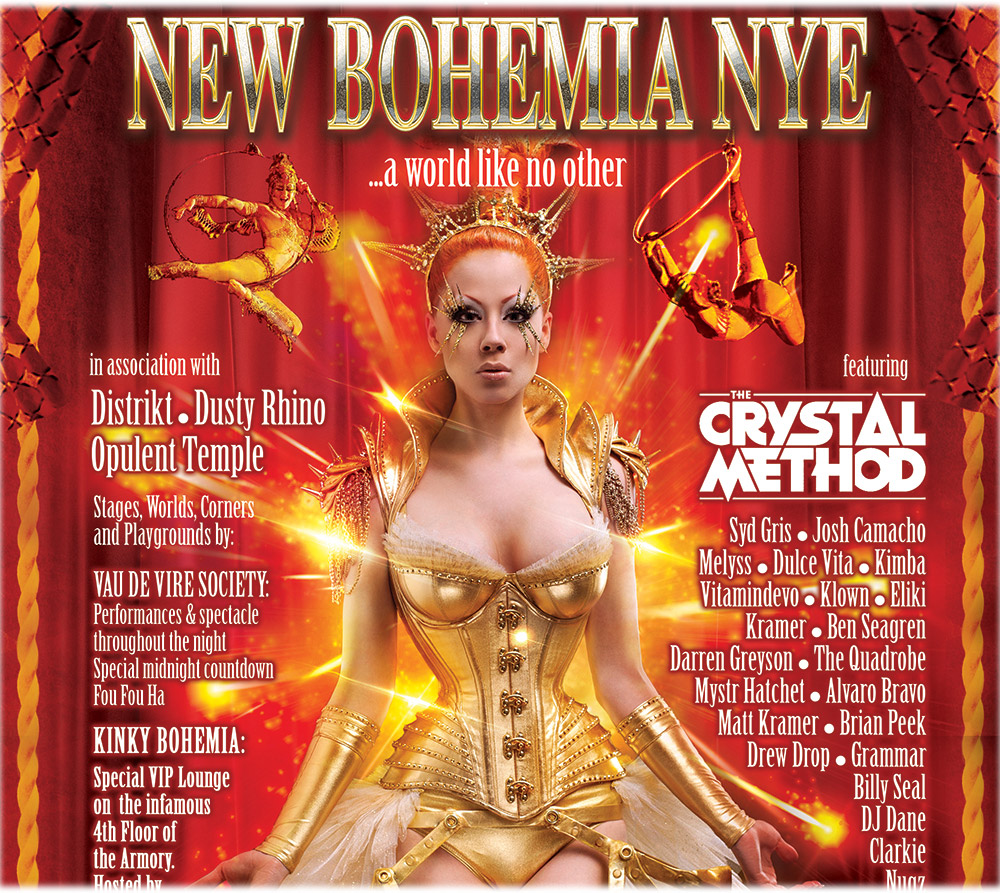 NEW BOHEMIA NYE
...a world like no other
in association with
Distrikt • Dusty Rhino
Opulent Temple
Stages, Worlds, Corners
and Playgrounds by:
VAU DE VIRE SOCIETY:
Performances & spectacle
throughout the night
Special midnight countdown
Fou Fou Ha
KINKY BOHEMIA:
Special VIP Lounge
on the infamous
4th Floor of
the Armory.
Hosted by
featuring
THE
CRYSTAL
METHOD
Syd Gris • Josh Camacho
Melyss • Dulce Vita • Kimba
Vitamindevo • Klown • Eliki
Kramer • Ben Seagren
Darren Greyson • The Quadrobe
Mystr Hatchet • Alvaro Bravo
Matt Kramer • Brian Peek
Drew Drop • Grammar
Billy Seal
DJ Dane
Clarkie
Nugz